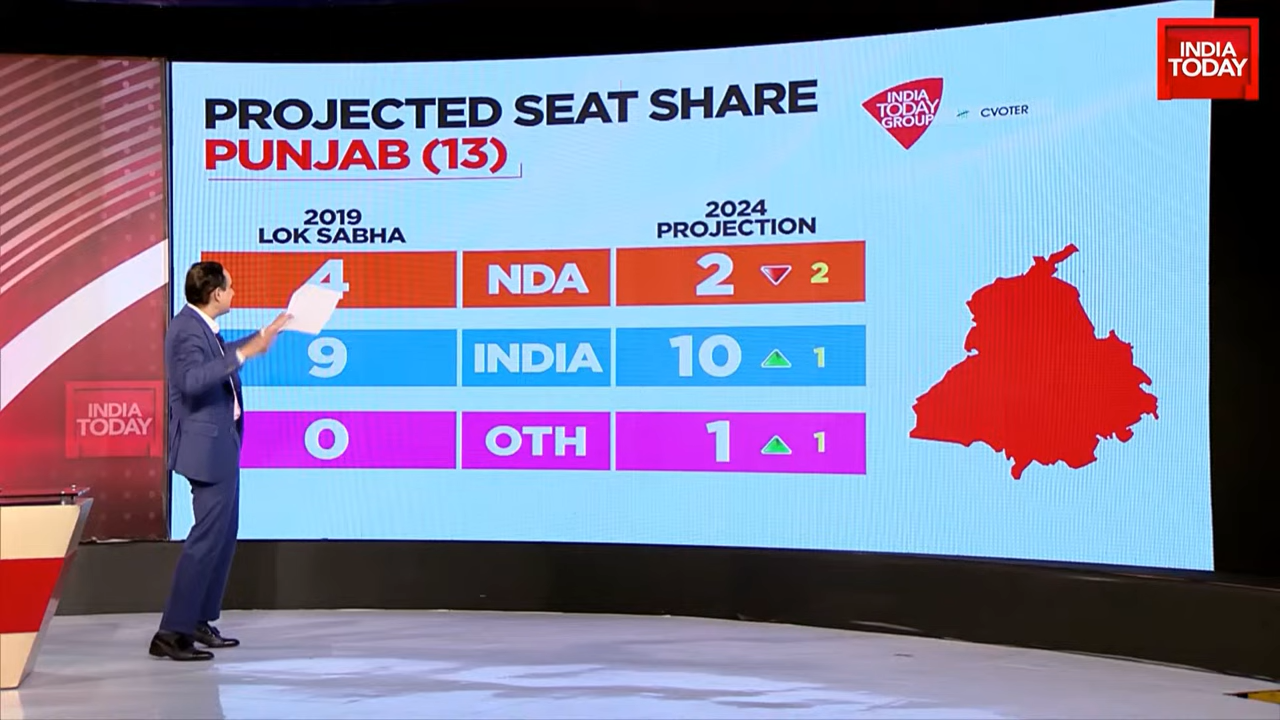 INDIA
TODAY
PROJECTED SEAT SHARE
PUNJAB (13)
INDIA
TODAY
GROUP
CVOTER
2019
LOK SABHA
2024
PROJECTION
4 NDA 2 2
9 INDIA 10 1
0 OTH 1 1
INDIA
TODAY